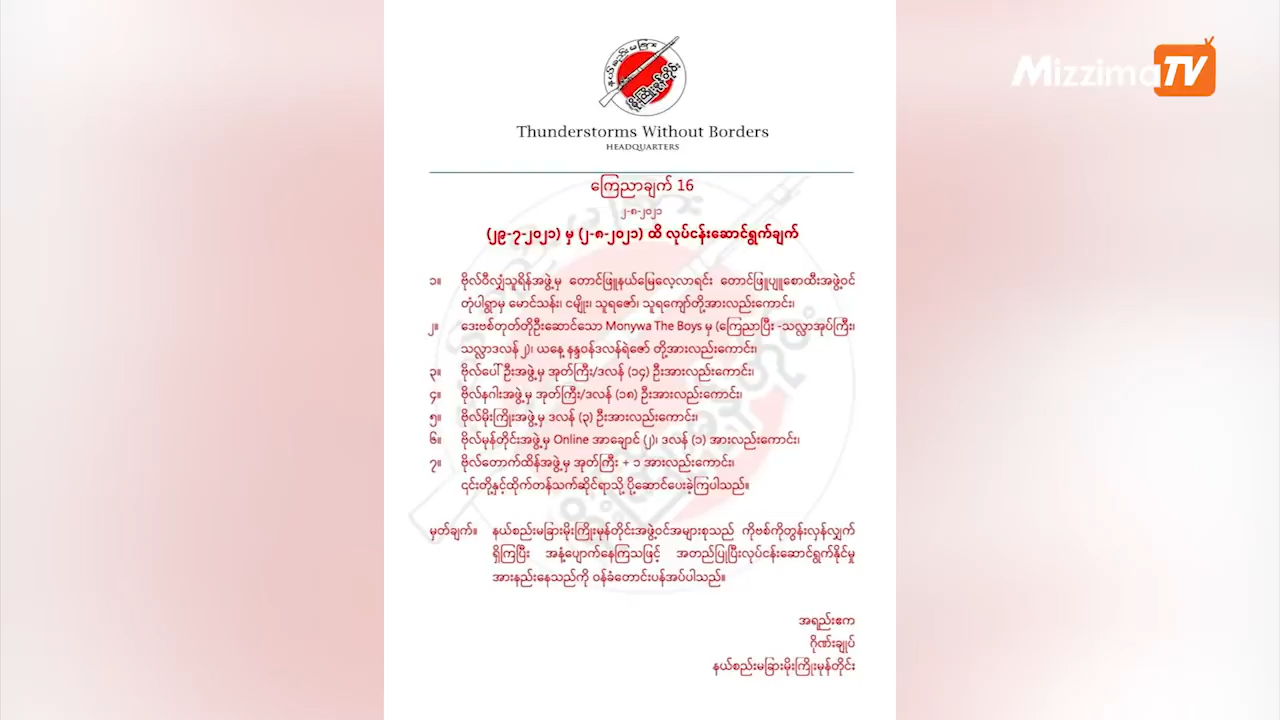 MizzimaTV
နယ်စည်းမခြား
မိုးကြိုးမုန်တိုင်း
Thunderstorms Without Borders
HEADQUARTERS
ကြေညာချက် 16
၂-၈-၂၀၂၁
(၂၉-၇-၂၀၂၁) မှ (၂-၈-၂၀၂၁) ထိ လုပ်ငန်းဆောင်ရွက်ချက်
၁။ ဗိုလ်ဝီလျှံသူရိန်အဖွဲ့မှ တောင်ဖြူနယ်မြေလေ့လာရင်း တောင်ဖြူပျူစောထီးအဖွဲ့ဝင်
တုံပါရွာမှ မောင်သန်း၊ ငမျိုး၊ သူရဇော်၊ သူရကျော်တို့အားလည်းကောင်း၊
၂။ ဒေးဗစ်တုတ်တိုဦးဆောင်သော Monywa The Boys မှ (ကြေညာပြီး -သလ္လာအုပ်ကြီး၊
သလ္လာဒလန်၂)၊ ယနေ့ နန္ဒဝန်ဒလန်ရဲဇော် တို့အားလည်းကောင်း၊
၃။ ဗိုလ်ပေါ်ဦးအဖွဲ့မှ အုတ်ကြီး/ဒလန် (၁၄) ဦးအားလည်းကောင်း၊
၄။ ဗိုလ်နဂါးအဖွဲ့မှ အုတ်ကြီး/ဒလန် (၁၈) ဦးအားလည်းကောင်း၊
၅။ ဗိုလ်မိုးကြိုးအဖွဲ့မှ ဒလန် (၃) ဦးအားလည်းကောင်း၊
၆။ ဗိုလ်မုန်တိုင်းအဖွဲ့မှ Online အာချောင် (၂)၊ ဒလန် (၁) အားလည်းကောင်း၊
၇။ ဗိုလ်တောက်ထိန်အဖွဲ့မှ အုတ်ကြီး + ၁ အားလည်းကောင်း၊
၎င်းတို့နှင့်ထိုက်တန်သက်ဆိုင်ရာသို့ ပို့ဆောင်ပေးခဲ့ကြပါသည်။
မှတ်ချက်။ နယ်စည်းမခြားမိုးကြိုးမုန်တိုင်းအဖွဲ့ဝင်အများစုသည် ကိုဗစ်ကိုတွန်းလှန်လျှက်
ရှိကြပြီး အနံ့ပျောက်နေကြသဖြင့် အတည်ပြုပြီးလုပ်ငန်းဆောင်ရွက်နိုင်မှု
အားနည်းနေသည်ကို ဝန်ခံတောင်းပန်အပ်ပါသည်။
အရည်းဧက
ဂိုဏ်းချုပ်
နယ်စည်းမခြားမိုးကြိုးမုန်တိုင်း